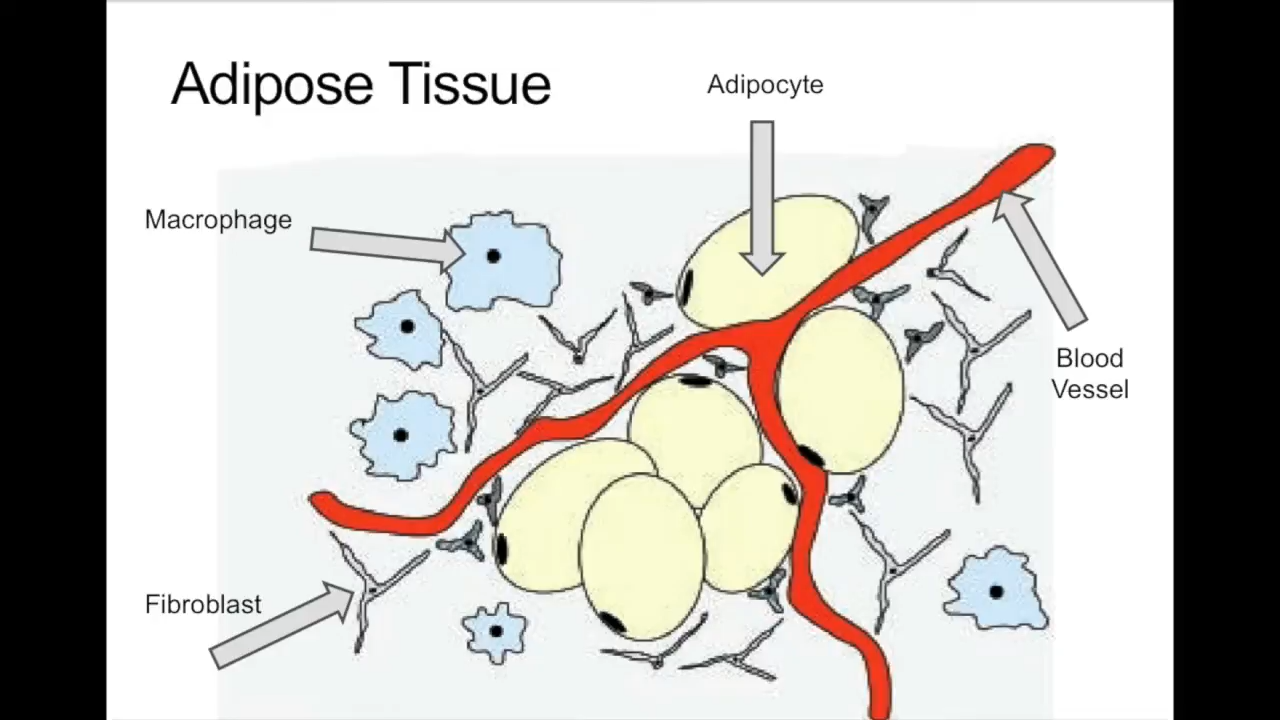 Adipose Tissue
Adipocyte
Macrophage
Blood
Vessel
Fibroblast